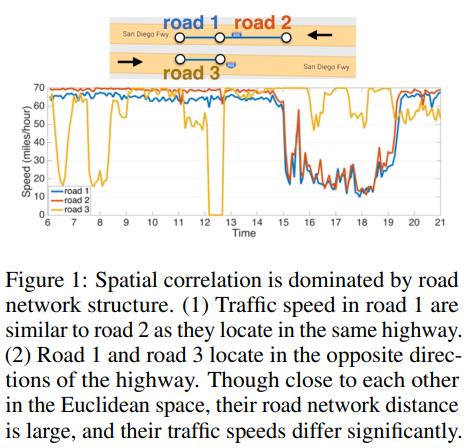 road 1 road 2
San Diego Fwy
road 3
San Diego Fwy
70
60
50
40
30
20
10
0
Speed (miles/hour)
road 1
road 2
road 3
6 7 8 9 10 11 12 13 14 15 16 17 18 19 20 21
Time
Figure 1: Spatial correlation is dominated by road
network structure. (1) Traffic speed in road 1 are
similar to road 2 as they locate in the same highway.
(2) Road 1 and road 3 locate in the opposite direc-
tions of the highway. Though close to each other
in the Euclidean space, their road network distance
is large, and their traffic speeds differ significantly.